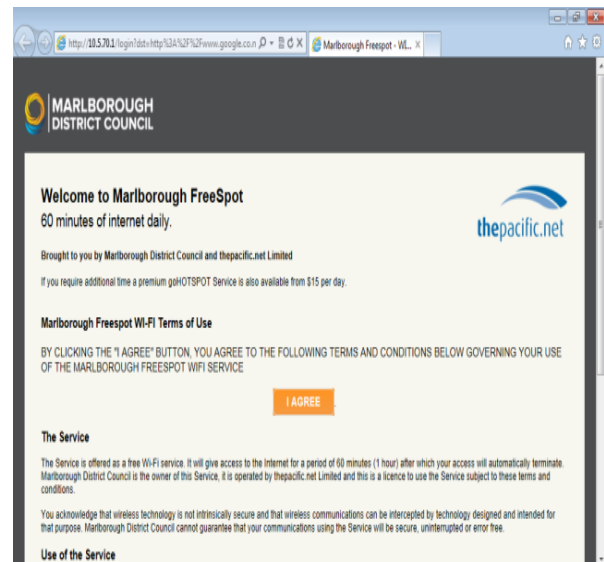 http://10.5.70.1/login?dst=http%3A%2F%2Fwww.google.co.n
Marlborough Freespot - WI...
MARLBOROUGH
DISTRICT COUNCIL
Welcome to Marlborough FreeSpot
60 minutes of internet daily.
thepacific.net
Brought to you by Marlborough District Council and thepacific.net Limited
If you require additional time a premium goHOTSPOT Service is also available from $15 per day.
Marlborough Freespot WI-FI Terms of Use
BY CLICKING THE "I AGREE" BUTTON, YOU AGREE TO THE FOLLOWING TERMS AND CONDITIONS BELOW GOVERNING YOUR USE
OF THE MARLBOROUGH FREESPOT WIFI SERVICE
I AGREE
The Service
The Service is offered as a free Wi-Fi service. It will give access to the Internet for a period of 60 minutes (1 hour) after which your access will automatically terminate.
Marlborough District Council is the owner of this Service, it is operated by thepacific.net Limited and this is a licence to use the Service subject to these terms and
conditions.
You acknowledge that wireless technology is not intrinsically secure and that wireless communications can be intercepted by technology designed and intended for
that purpose. Marlborough District Council cannot guarantee that your communications using the Service will be secure, uninterrupted or error free.
Use of the Service